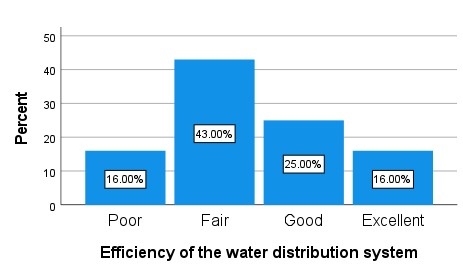 50
40
30
20
10
0
Percent
16.00%
43.00%
25.00%
16.00%
Poor
Fair
Good
Excellent
Efficiency of the water distribution system